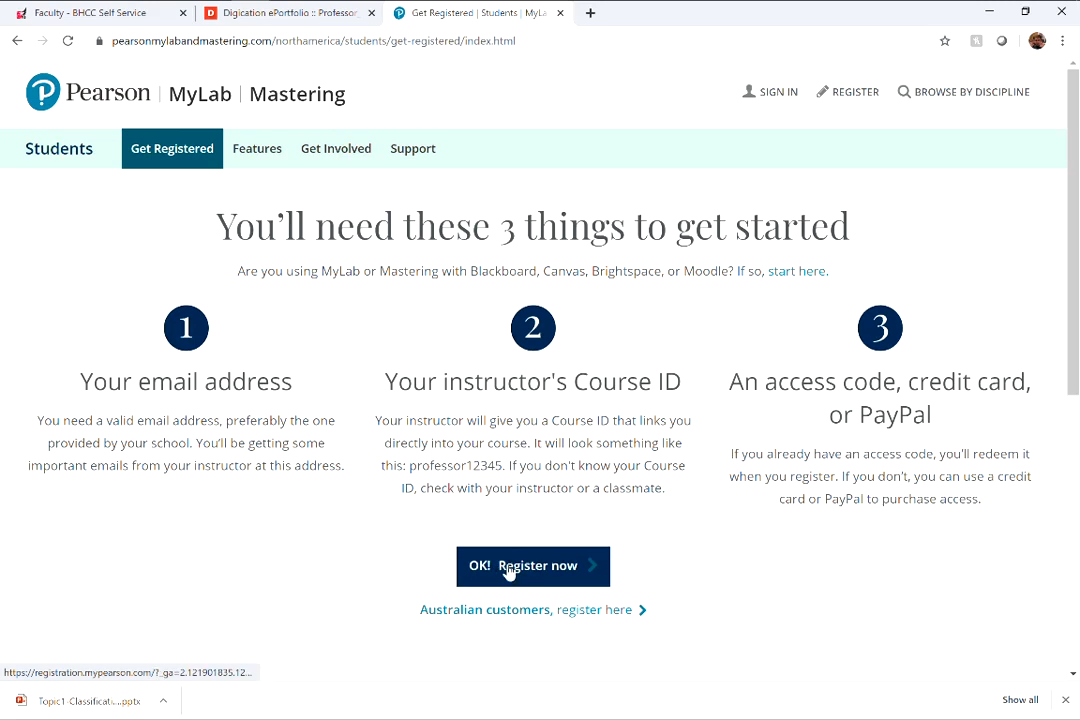 Faculty - BHCC Self Service
Digication ePortfolio :: Professor
Get Registered | Students | MyLa
pearsonmylabandmastering.com/northamerica/students/get-registered/index.html
Pearson | MyLab | Mastering
SIGN IN
REGISTER
BROWSE BY DISCIPLINE
Students
Get Registered
Features
Get Involved
Support
You'll need these 3 things to get started
Are you using MyLab or Mastering with Blackboard, Canvas, Brightspace, or Moodle? If so, start here.
1
Your email address
You need a valid email address, preferably the one
provided by your school. You'll be getting some
important emails from your instructor at this address.
2
Your instructor's Course ID
Your instructor will give you a Course ID that links you
directly into your course. It will look something like
this: professor12345. If you don't know your Course
ID, check with your instructor or a classmate.
3
An access code, credit card,
or PayPal
If you already have an access code, you'll redeem it
when you register. If you don't, you can use a credit
card or PayPal to purchase access.
OK! Register now
Australian customers, register here
https://registration.mypearson.com/?_ga=2.121901835.12...
Topic1-Classificati....pptx
Show all